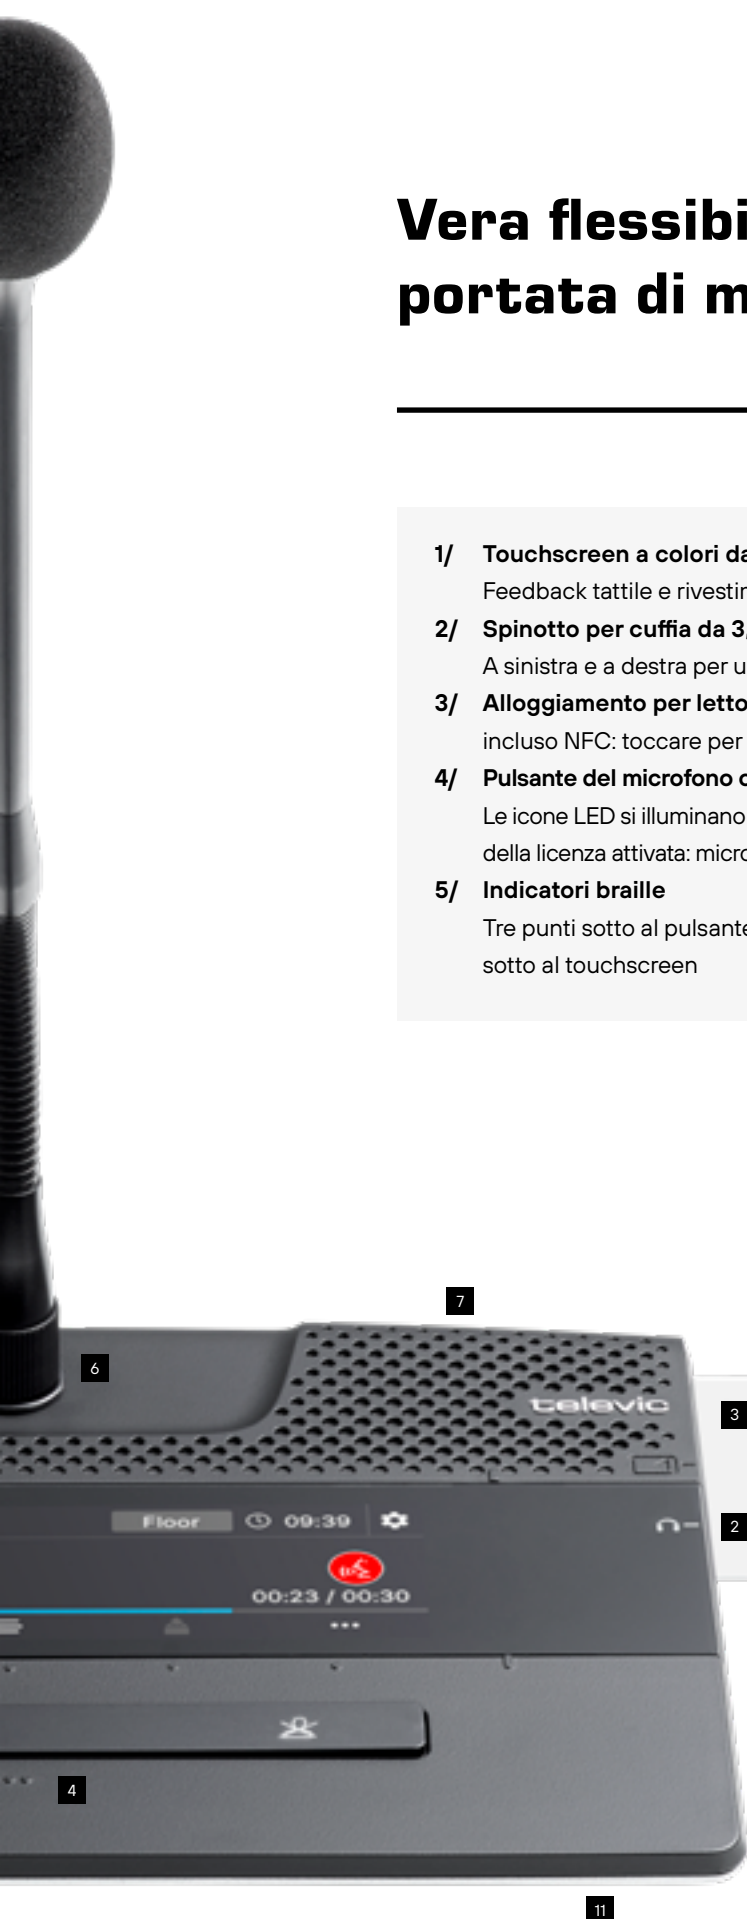 Vera flessibi
portata di m
1/ Touchscreen a colori da
Feedback tattile e rivestin
2/ Spinotto per cuffia da 3,
A sinistra e a destra per u
3/ Alloggiamento per letto
incluso NFC: toccare per
4/ Pulsante del microfono c
Le icone LED si illuminano
della licenza attivata: micro
5/ Indicatori braille
Tre punti sotto al pulsante
sotto al touchscreen
7
6
televic
3
Floor 09:39
2
00:23 / 00:30
4
11